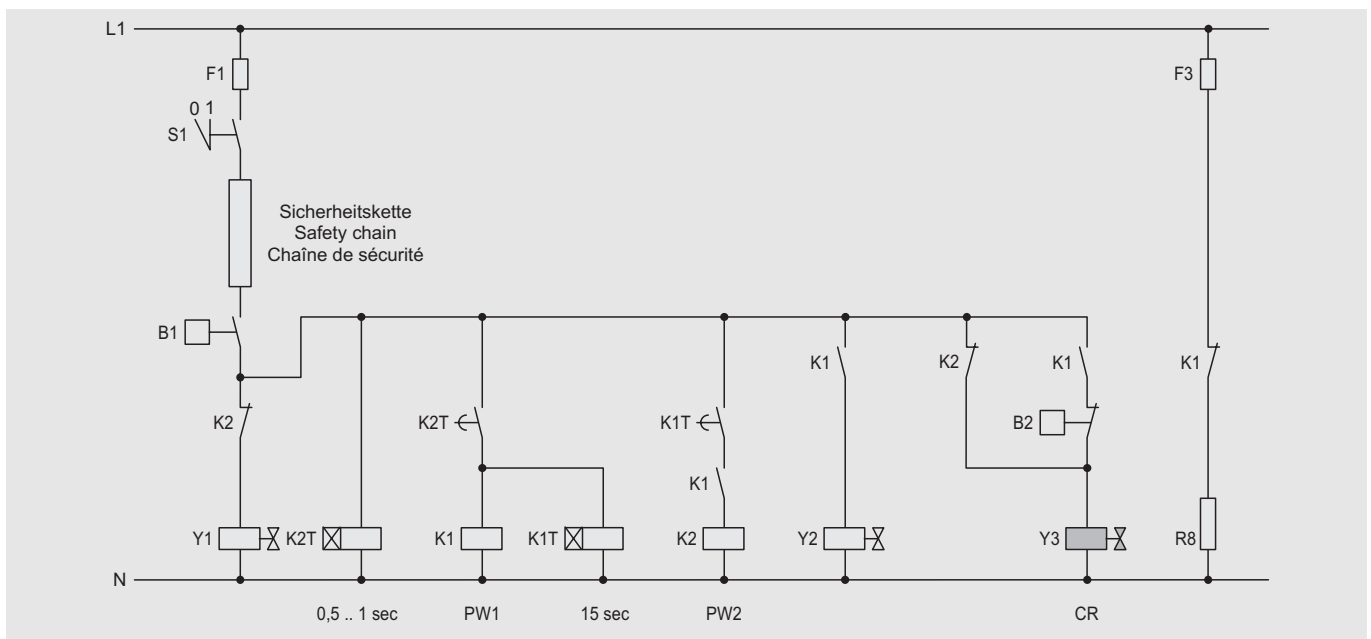 L1
F1
F3
0 1
S1
Sicherheitskette
Safety chain
Chaîne de sécurité
B1
K1
K2
K1
K1
K2
K2T
K1T
B2
K1
Y1
K2T
K1
K1T
K2
Y2
Y3
R8
N
0,5 .. 1 sec
PW1
15 sec
PW2
CR